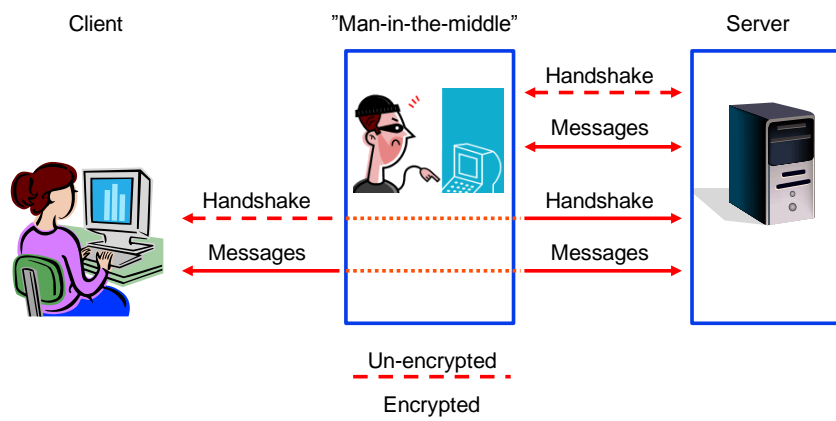 Client
"Man-in-the-middle"
Server
Handshake
Messages
Handshake
Handshake
Messages
Messages
Un-encrypted
Encrypted